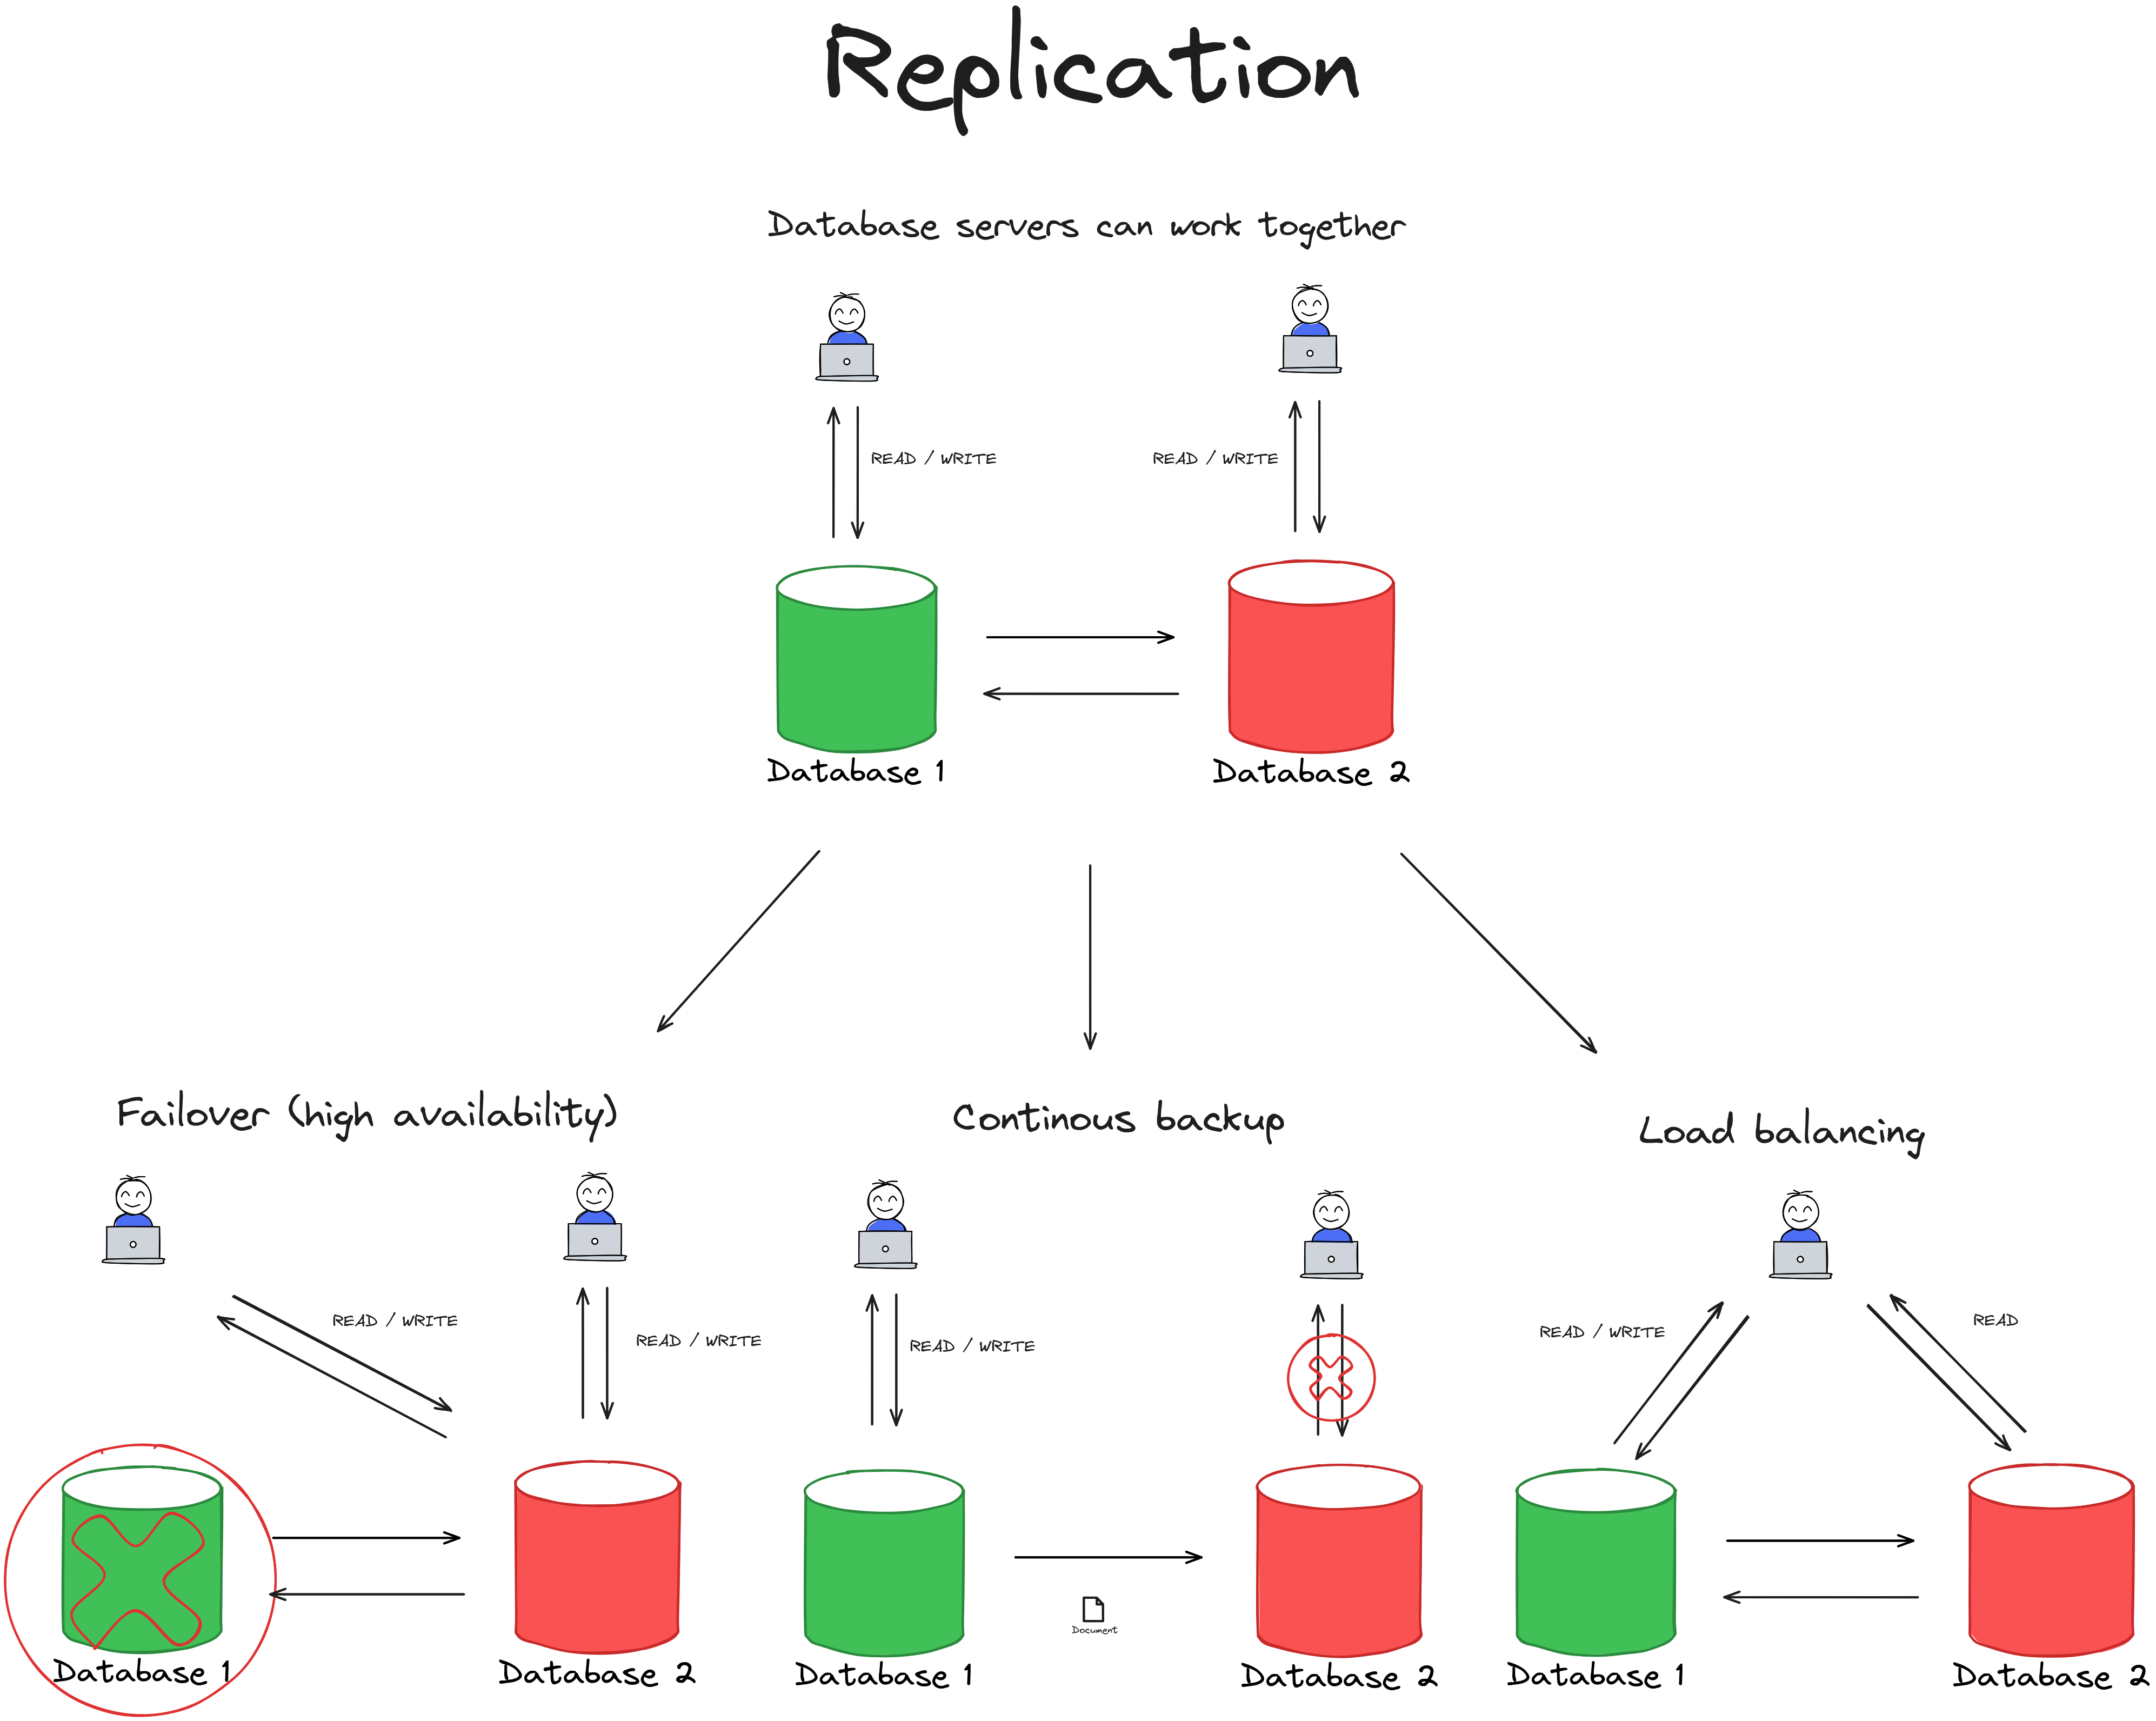 Replication
Database servers can work together
READ / WRITE
READ / WRITE
Database 1
Database 2
Failover (high availability)
READ / WRITE
READ / WRITE
Database 1
Database 2
Continous backup
READ / WRITE
Document
Database 1
Database 2
Load balancing
READ / WRITE
READ
Database 1
Database 2